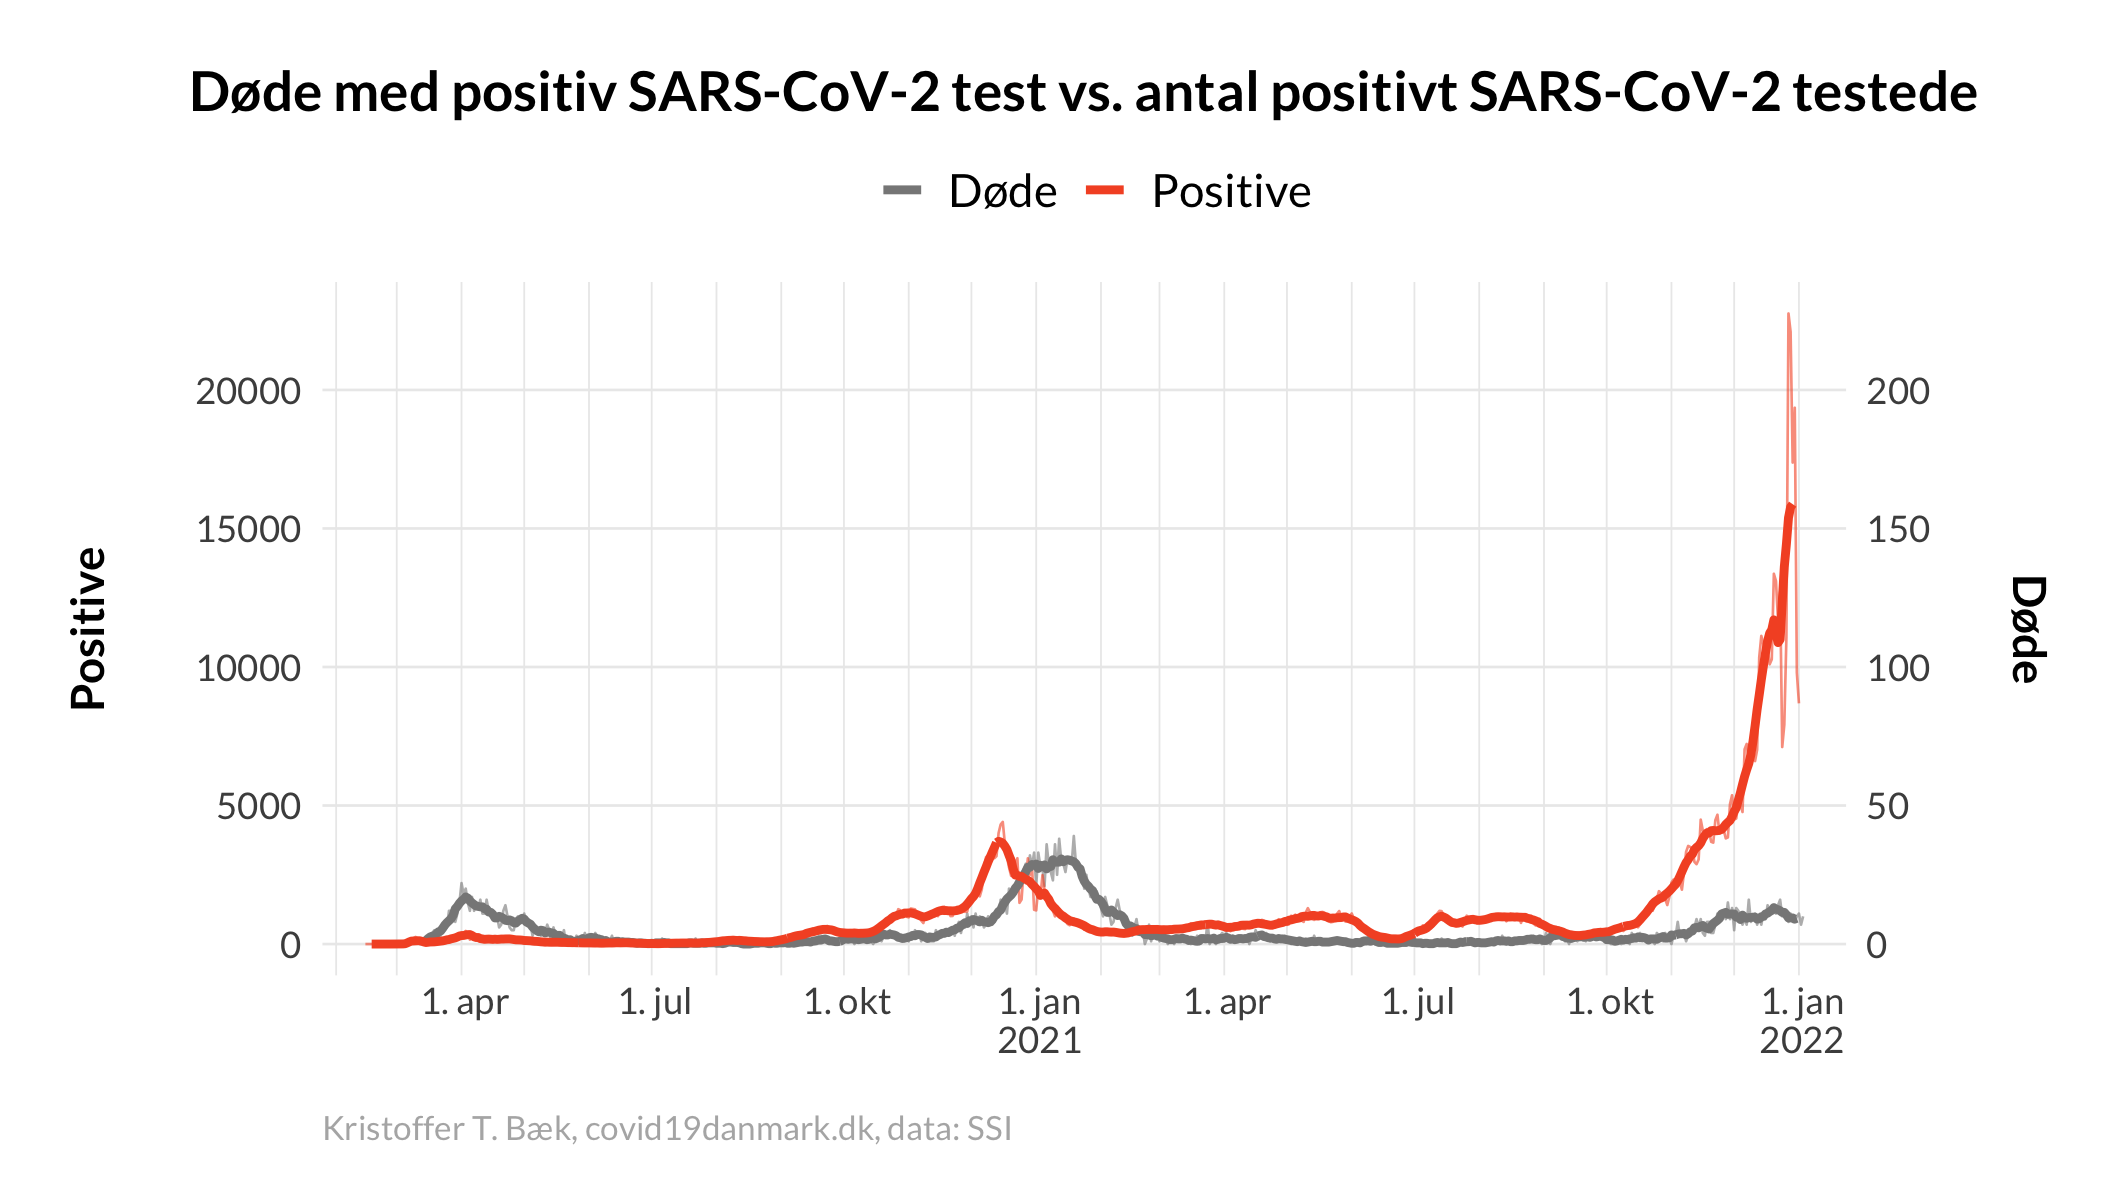 Døde med positiv SARS-CoV-2 test vs. antal positivt SARS-CoV-2 testede
Døde Positive
20000 200
15000 150
10000 100
5000 50
0 0
Positive
Døde
1. apr 1. jul 1. okt 1. jan 1. apr 1. jul 1. okt 1. jan
2021 2022
Kristoffer T. Bæk, covid19danmark.dk, data: SSI